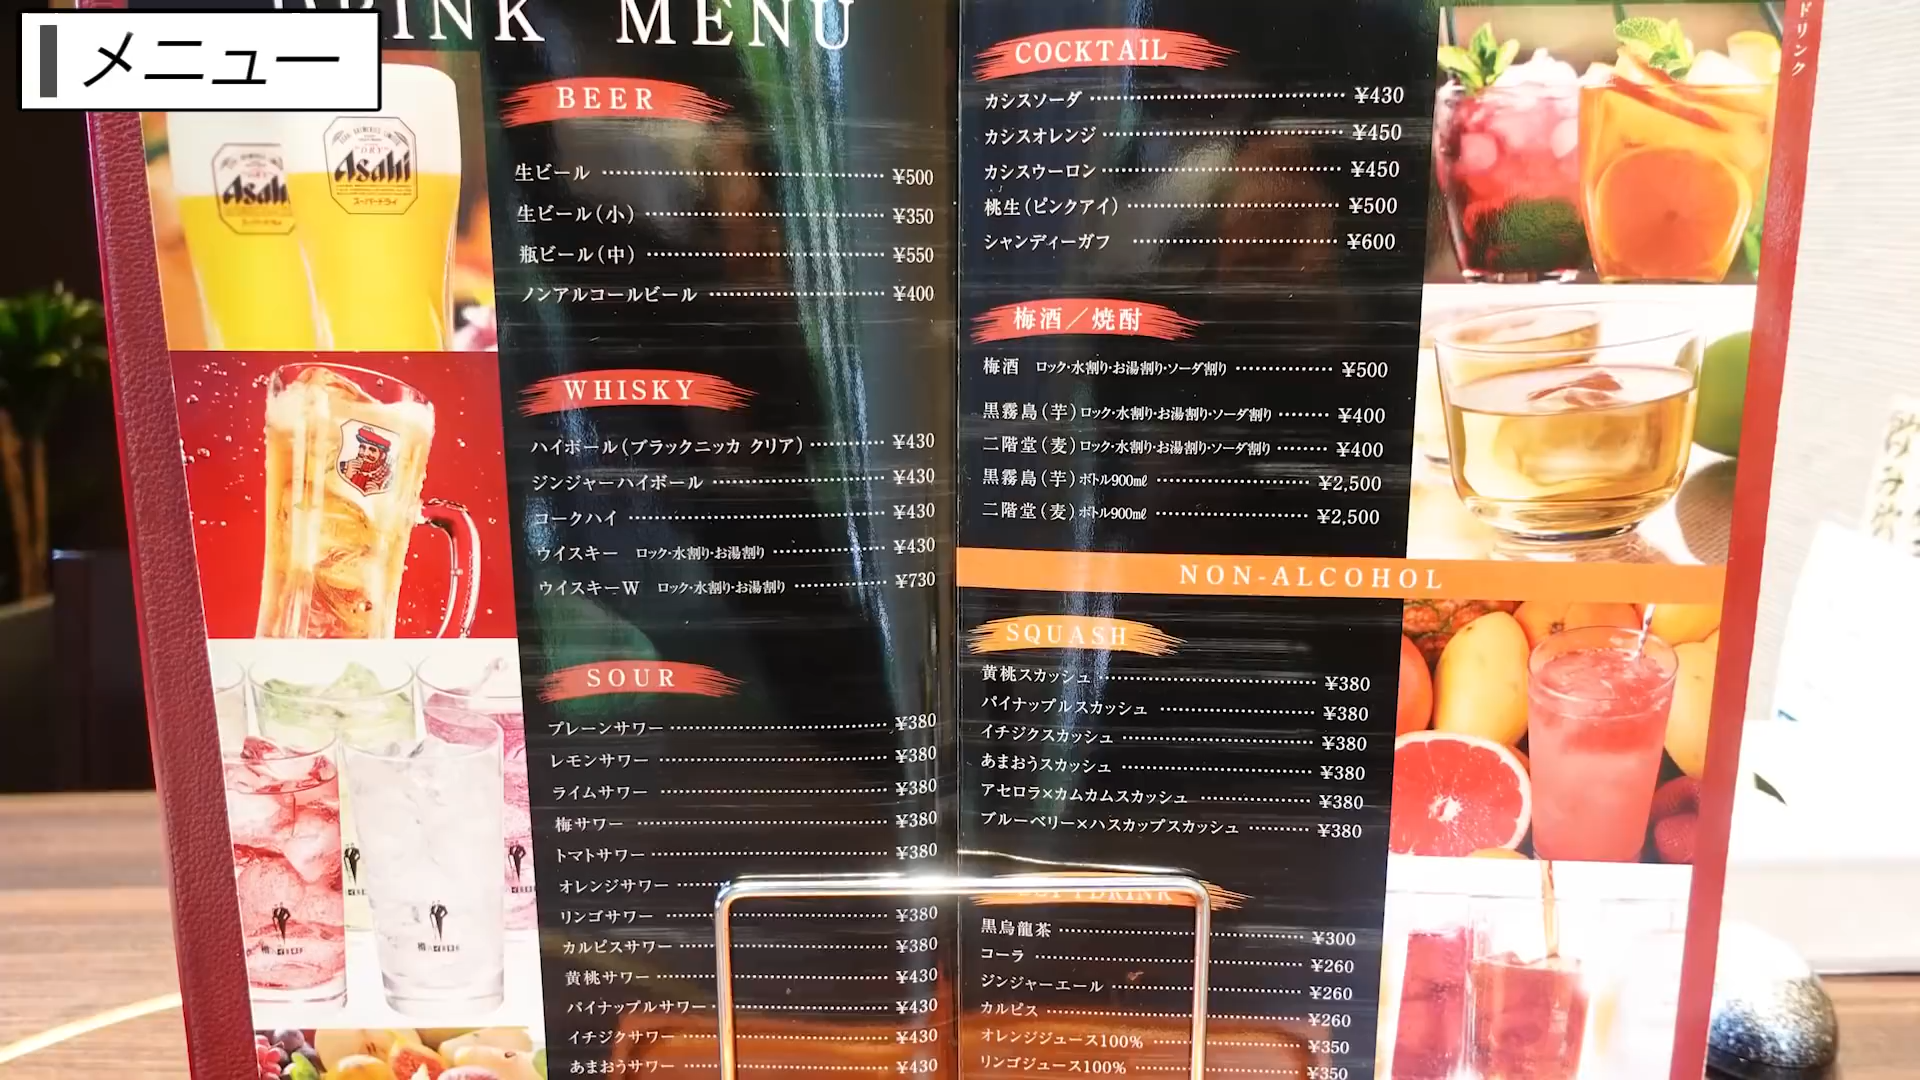 メニュー
DRINK MENU
BEER
生ビール ¥500
生ビール(小) ¥350
瓶ビール(中) ¥550
ノンアルコールビール ¥400
WHISKY
ハイボール(ブラックニッカ クリア) ¥430
ジンジャーハイボール ¥430
コークハイ ¥430
ウイスキー ロック・水割り・お湯割り ¥430
ウイスキーW ロック・水割り・お湯割り ¥730
SOUR
プレーンサワー ¥380
レモンサワー ¥380
ライムサワー ¥380
梅サワー ¥380
トマトサワー ¥380
オレンジサワー
リンゴサワー ¥380
カルピスサワー ¥380
黄桃サワー ¥430
パイナップルサワー ¥430
イチジクサワー ¥430
あまおうサワー ¥430
COCKTAIL
カシスソーダ ¥430
カシスオレンジ ¥450
カシスウーロン ¥450
桃生(ピンクアイ) ¥500
シャンディーガフ ¥600
梅酒／焼酎
梅酒 ロック・水割り・お湯割り・ソーダ割り ¥500
黒霧島(芋)ロック・水割り・お湯割り・ソーダ割り ¥400
二階堂(麦)ロック・水割り・お湯割り・ソーダ割り ¥400
黒霧島(芋)ボトル900㎖ ¥2,500
二階堂(麦)ボトル900㎖ ¥2,500
NON-ALCOHOL
SQUASH
黄桃スカッシュ ¥380
パイナップルスカッシュ ¥380
イチジクスカッシュ ¥380
あまおうスカッシュ ¥380
アセロラ×カムカムスカッシュ ¥380
ブルーベリー×ハスカップスカッシュ ¥380
DRINK
黒烏龍茶 ¥300
コーラ ¥260
ジンジャーエール ¥260
カルピス ¥260
オレンジジュース100% ¥350
リンゴジュース100% ¥350
ドリンク
Asahi
DRY
Asahi
スーパードライ